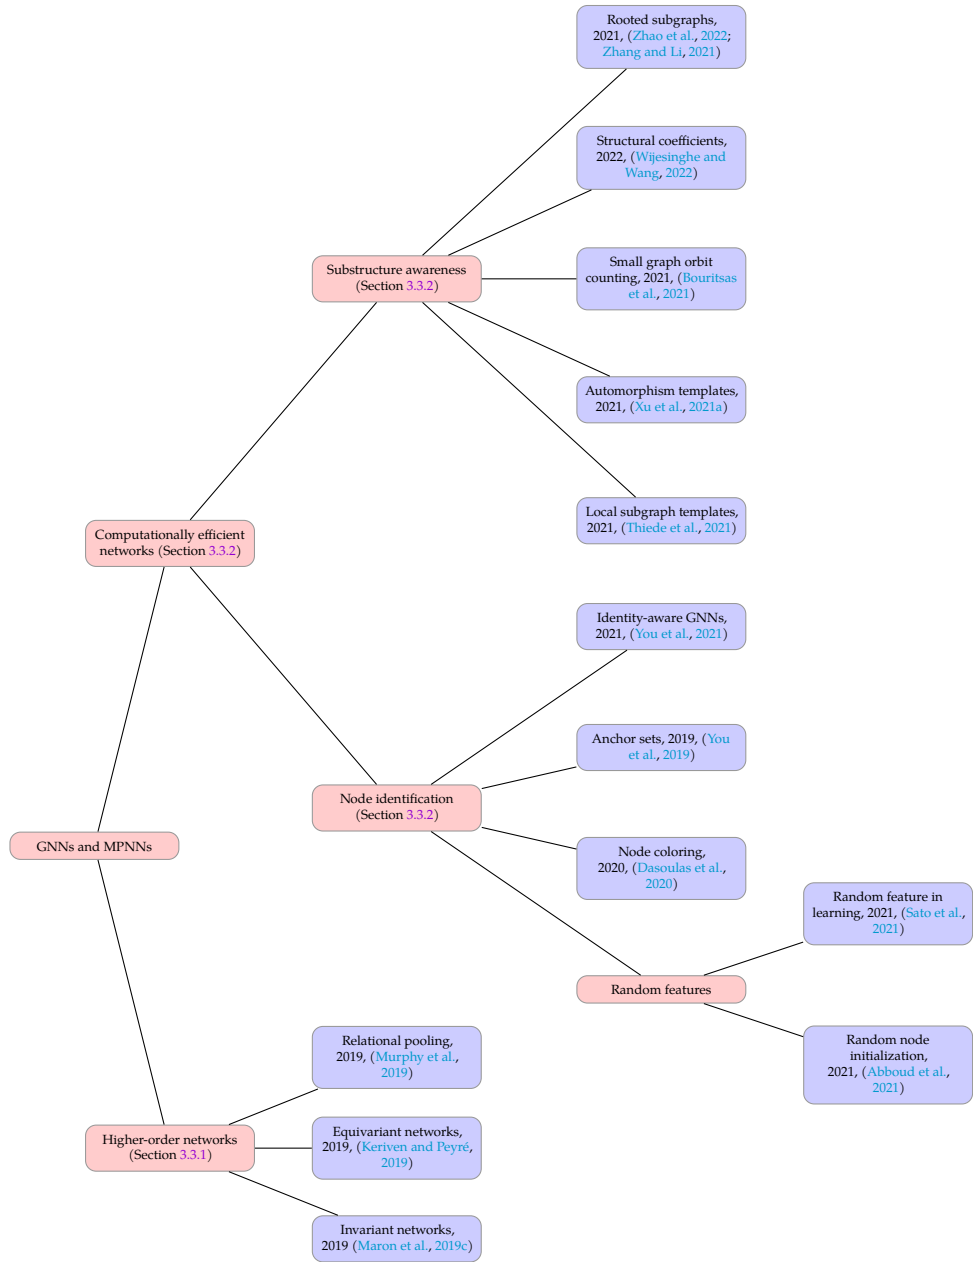 Rooted subgraphs,
2021, (Zhao et al., 2022;
Zhang and Li, 2021)
Structural coefficients,
2022, (Wijesinghe and
Wang, 2022)
Substructure awareness
(Section 3.3.2)
Small graph orbit
counting, 2021, (Bouritsas
et al., 2021)
Automorphism templates,
2021, (Xu et al., 2021a)
Local subgraph templates,
2021, (Thiede et al., 2021)
Computationally efficient
networks (Section 3.3.2)
Identity-aware GNNs,
2021, (You et al., 2021)
Anchor sets, 2019, (You
et al., 2019)
Node identification
(Section 3.3.2)
GNNs and MPNNs
Node coloring,
2020, (Dasoulas et al.,
2020)
Random feature in
learning, 2021, (Sato et al.,
2021)
Random features
Random node
initialization,
2021, (Abboud et al.,
2021)
Relational pooling,
2019, (Murphy et al.,
2019)
Higher-order networks
(Section 3.3.1)
Equivariant networks,
2019, (Keriven and Peyré,
2019)
Invariant networks,
2019 (Maron et al., 2019c)